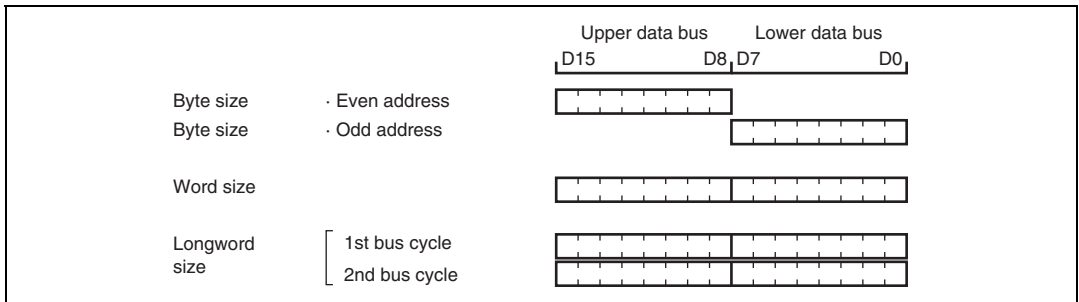 Upper data bus Lower data bus
D15 D8 D7 D0
Byte size · Even address
Byte size · Odd address
Word size
Longword size 1st bus cycle
2nd bus cycle